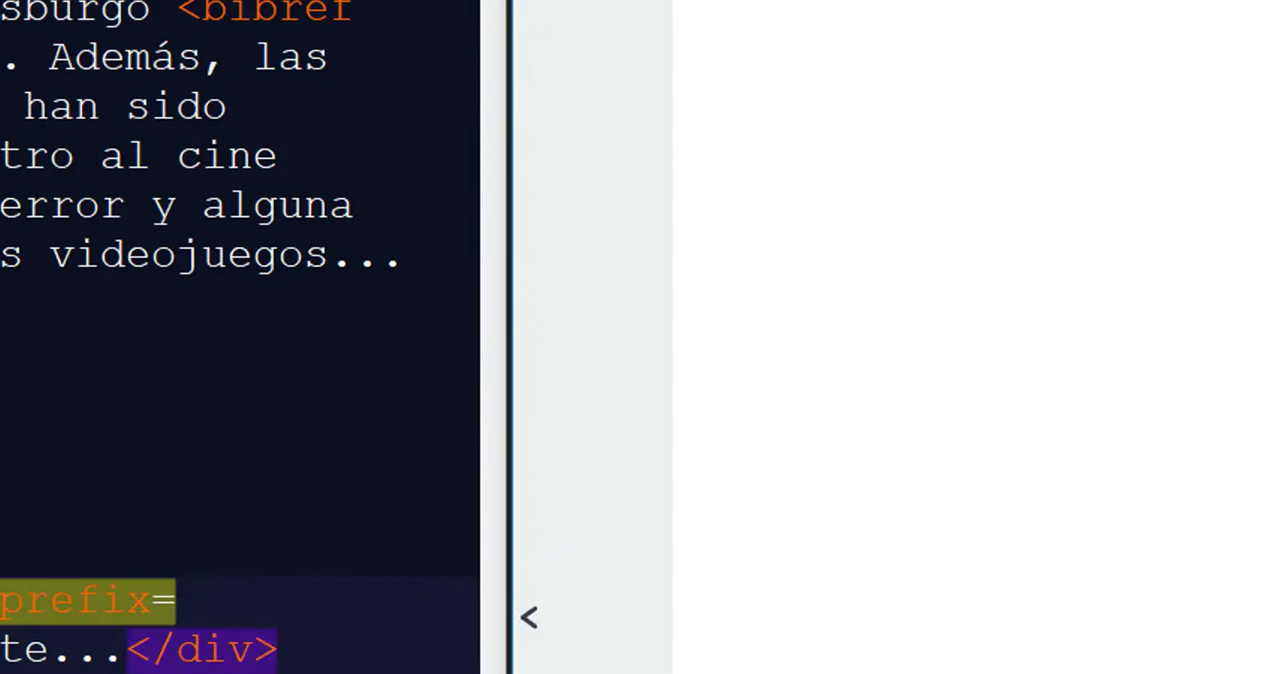 sburgo <bibref
. Además, las
han sido
tro al cine
error y alguna
s videojuegos...
prefix=
te...</div>
<